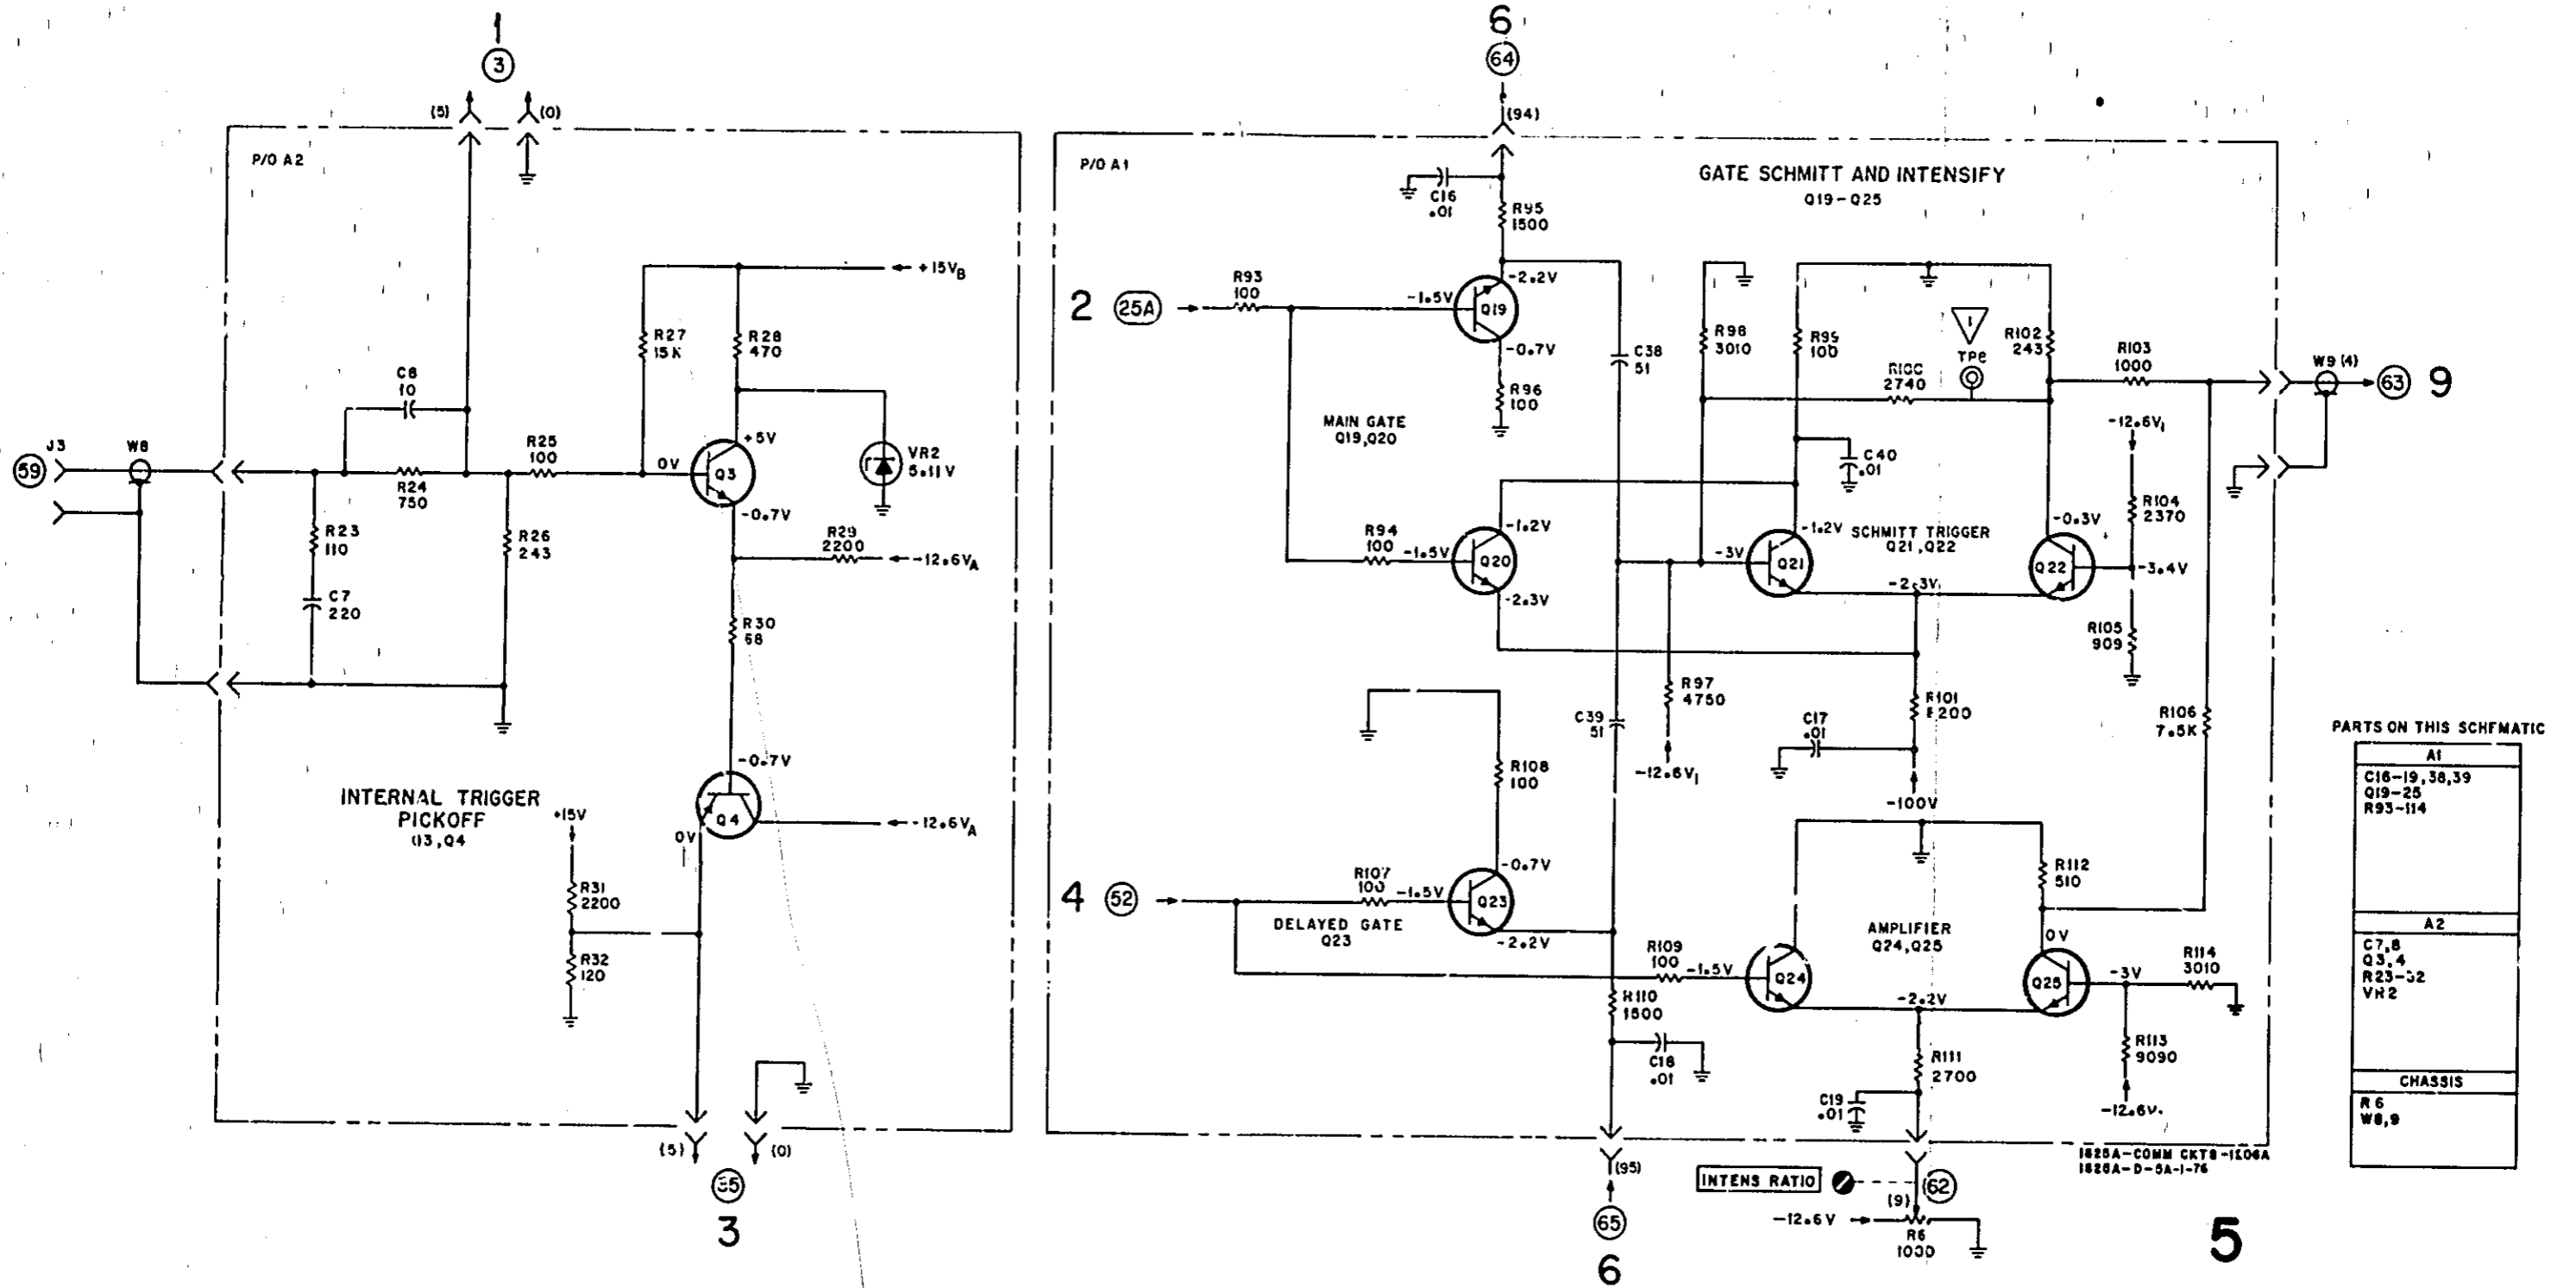 1
3
(5)
(0)
P/O A2
+15VB
R27
15K
R28
470
C8
10
J3
W8
59
R25
100
R24
750
0V
+5V
Q3
VR2
5.11V
-0.7V
R23
110
R26
243
R29
2200
-12.6VA
C7
220
R30
68
-0.7V
INTERNAL TRIGGER
PICKOFF
Q3,Q4
+15V
Q4
-12.6VA
0V
R31
2200
R32
120
(5)
(0)
3
6
64
(94)
P/O A1
GATE SCHMITT AND INTENSIFY
Q19-Q25
C16
.01
R95
1500
2
25A
R93
100
-1.5V
-2.2V
Q19
-0.7V
R96
100
MAIN GATE
Q19,Q20
C38
51
R98
3010
R99
100
1
TP6
R102
243
R103
1000
W9 (4)
63
9
2740
-12.6V1
C40
.01
R104
2370
R94
100
-1.5V
-1.2V
Q20
-2.3V
-3V
-1.2V
Q21
SCHMITT TRIGGER
Q21,Q22
-2.3V
-0.3V
Q22
-3.4V
R105
909
R97
4750
-12.6V1
C39
51
R101
C17
.01
-100V
R106
7.5K
R108
100
4
52
R107
100
-1.5V
-0.7V
Q23
-2.2V
DELAYED GATE
Q23
R109
100
-1.5V
Q24
AMPLIFIER
Q24,Q25
-2.2V
R112
510
0V
Q25
-3V
R114
3010
R110
1500
C18
.01
R111
2700
R113
9090
-12.6V
C19
.01
(95)
65
6
INTENS RATIO
62
(9)
-12.6V
R6
1000
1825A-COMM CKTS-1206A
5
PARTS ON THIS SCHEMATIC
A1
C16-19,38,39
Q19-25
R93-114
A2
C7,8
Q3,4
R23-32
VR2
CHASSIS
R6
W8,9